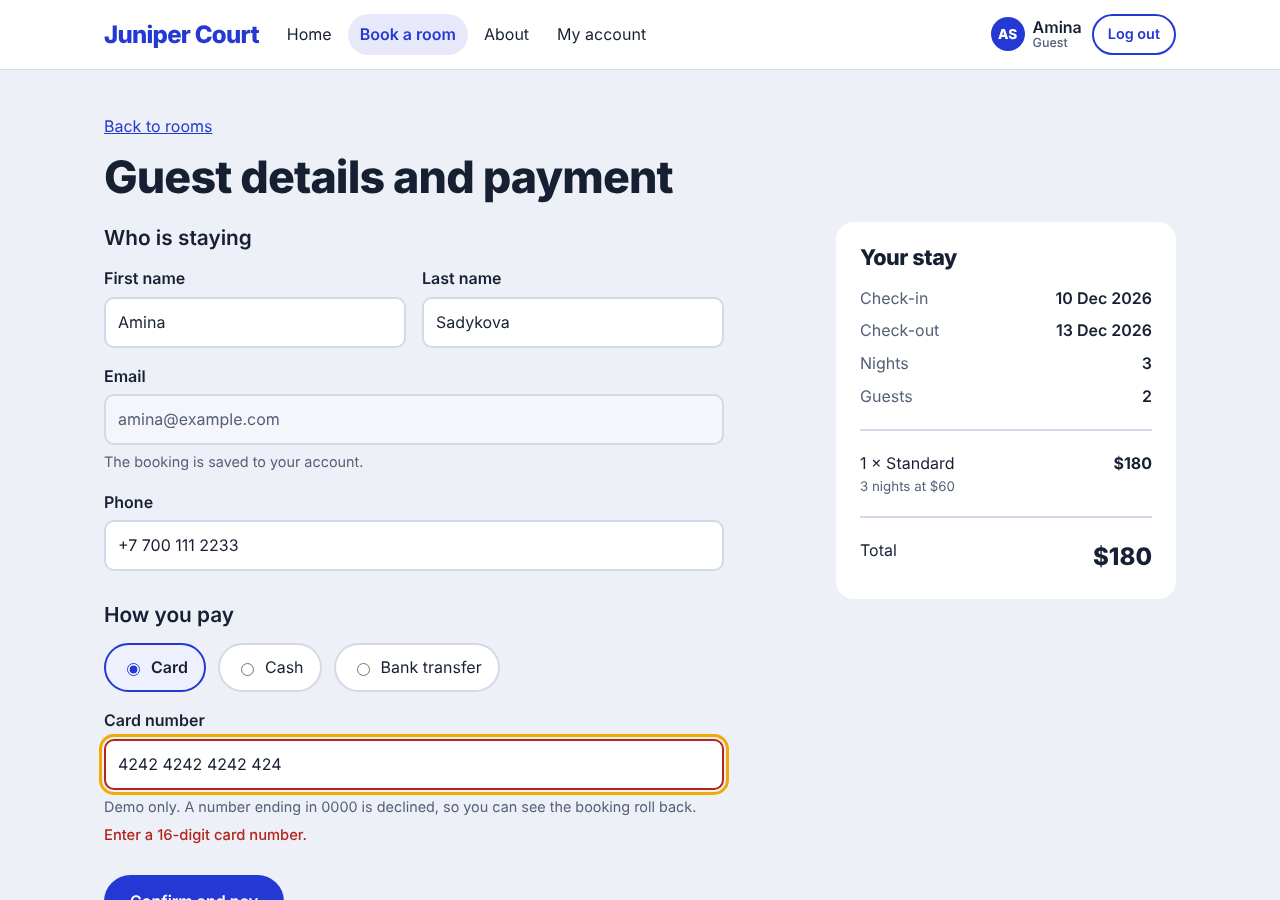 Juniper Court
Home
Book a room
About
My account
AS
Amina
Guest
Log out
Back to rooms
Guest details and payment
Who is staying
First name
Last name
Amina
Sadykova
Email
amina@example.com
The booking is saved to your account.
Phone
+7 700 111 2233
How you pay
Card
Cash
Bank transfer
Card number
4242 4242 4242 424
Demo only. A number ending in 0000 is declined, so you can see the booking roll back.
Enter a 16-digit card number.
Confirm and pay
Your stay
Check-in 10 Dec 2026
Check-out 13 Dec 2026
Nights 3
Guests 2
1 × Standard $180
3 nights at $60
Total $180